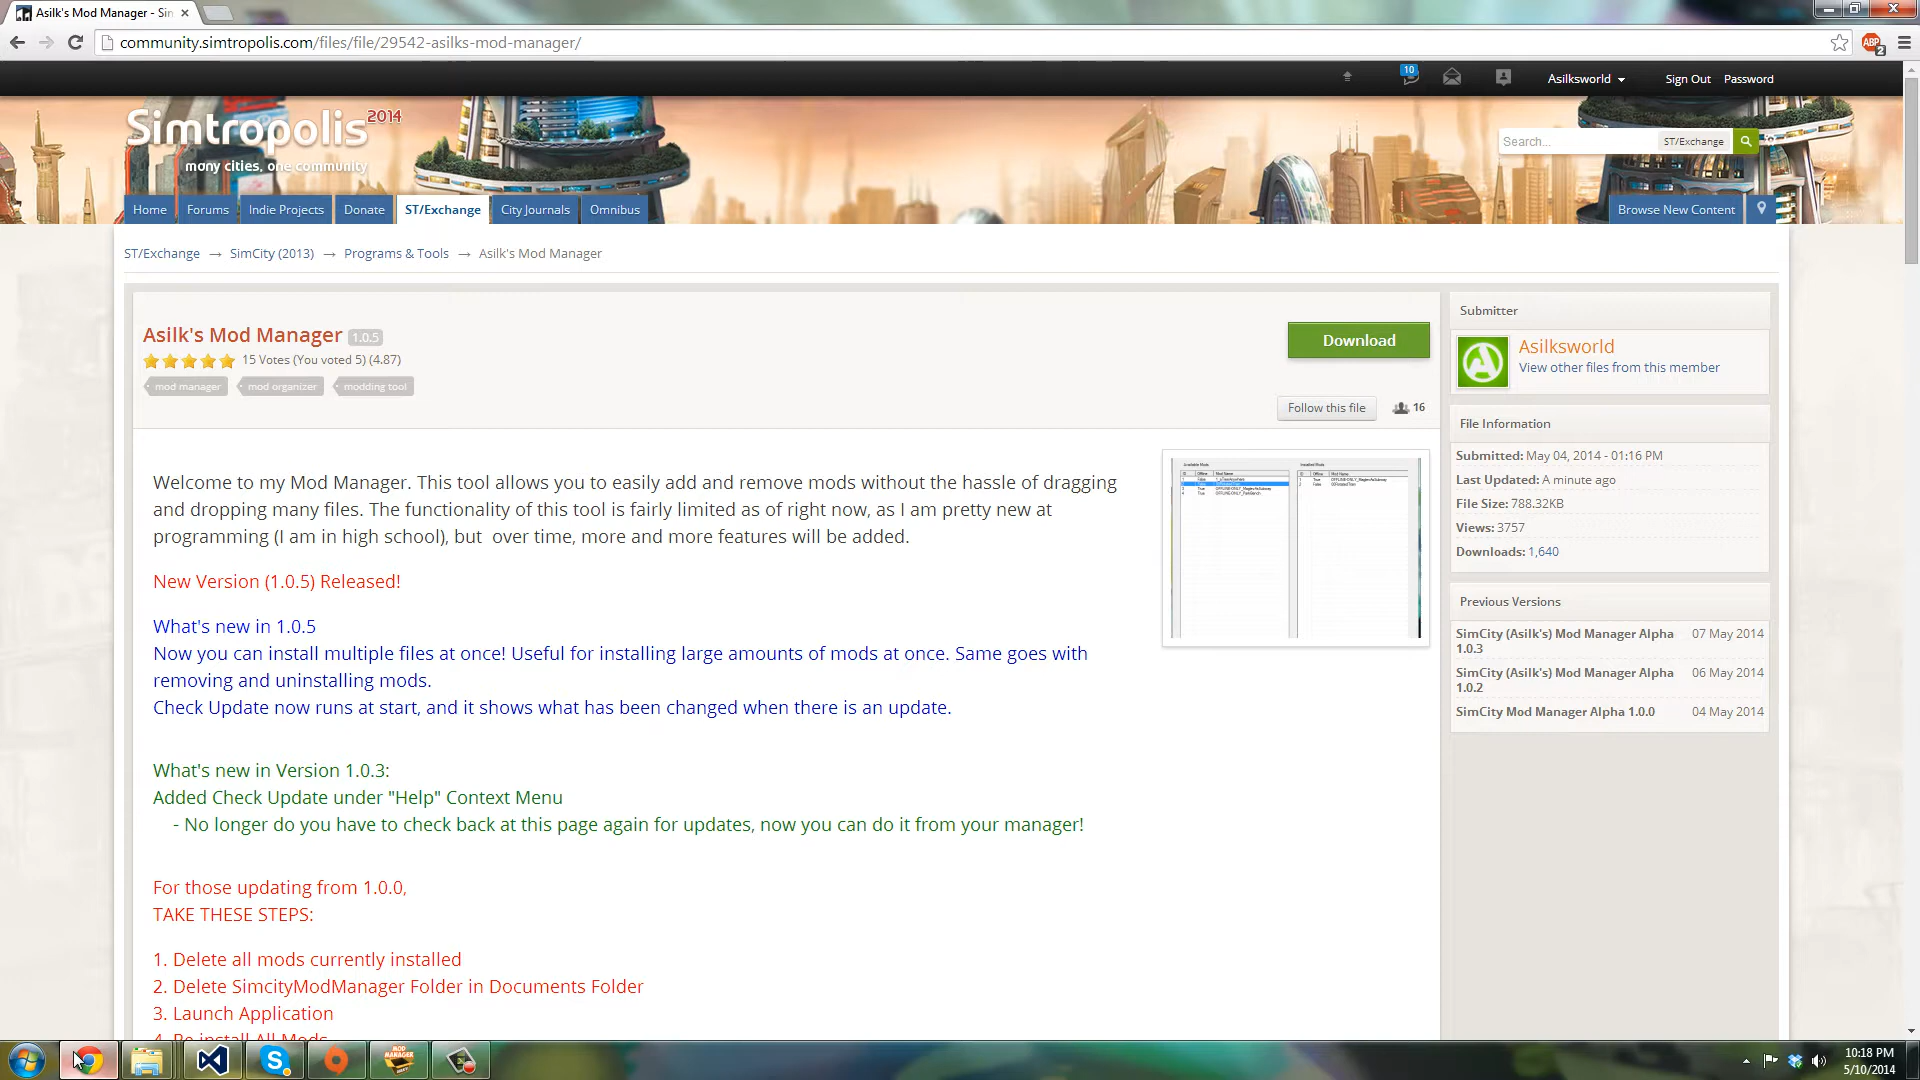 Asilk's Mod Manager - Sin
community.simtropolis.com/files/file/29542-asilks-mod-manager/
ABP
2
10
Asilksworld
Sign Out
Password
Simtropolis
2014
many cities, one community
Search...
ST/Exchange
Home
Forums
Indie Projects
Donate
ST/Exchange
City Journals
Omnibus
Browse New Content
ST/Exchange → SimCity (2013) → Programs & Tools → Asilk's Mod Manager
Asilk's Mod Manager 1.0.5
15 Votes (You voted 5) (4.87)
mod manager
mod organizer
modding tool
Download
Follow this file
16
Welcome to my Mod Manager. This tool allows you to easily add and remove mods without the hassle of dragging
and dropping many files. The functionality of this tool is fairly limited as of right now, as I am pretty new at
programming (I am in high school), but  over time, more and more features will be added.
New Version (1.0.5) Released!
What's new in 1.0.5
Now you can install multiple files at once! Useful for installing large amounts of mods at once. Same goes with
removing and uninstalling mods.
Check Update now runs at start, and it shows what has been changed when there is an update.
What's new in Version 1.0.3:
Added Check Update under "Help" Context Menu
- No longer do you have to check back at this page again for updates, now you can do it from your manager!
For those updating from 1.0.0,
TAKE THESE STEPS:
1. Delete all mods currently installed
2. Delete SimcityModManager Folder in Documents Folder
3. Launch Application
4. Re install All Mods
Available Mods
Installed Mods
Submitter
Asilksworld
View other files from this member
File Information
Submitted: May 04, 2014 - 01:16 PM
Last Updated: A minute ago
File Size: 788.32KB
Views: 3757
Downloads: 1,640
Previous Versions
SimCity (Asilk's) Mod Manager Alpha 07 May 2014
1.0.3
SimCity (Asilk's) Mod Manager Alpha 06 May 2014
1.0.2
SimCity Mod Manager Alpha 1.0.0 04 May 2014
MOD
MANAGER
10:18 PM
5/10/2014